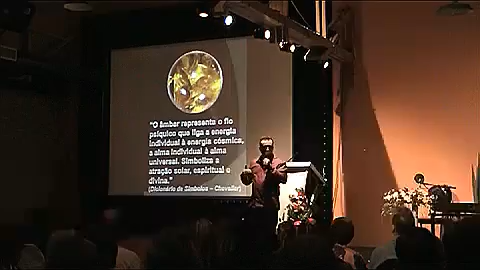 "O âmbar representa o fio
psíquico que liga a energia
individual à energia cósmica,
a alma individual à alma
universal. Simboliza a
atração solar, espiritual e
divina."
(Dicionário de Símbolos – Chevalier)